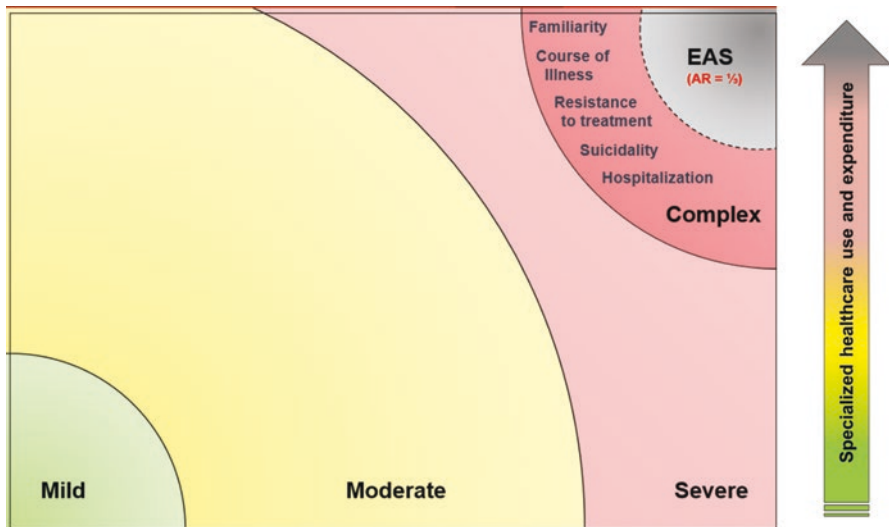 Familiarity
EAS
(AR = ⅓)
Course of
Illness
Resistance
to treatment
Suicidality
Hospitalization
Complex
Mild
Moderate
Severe
Specialized healthcare use and expenditure